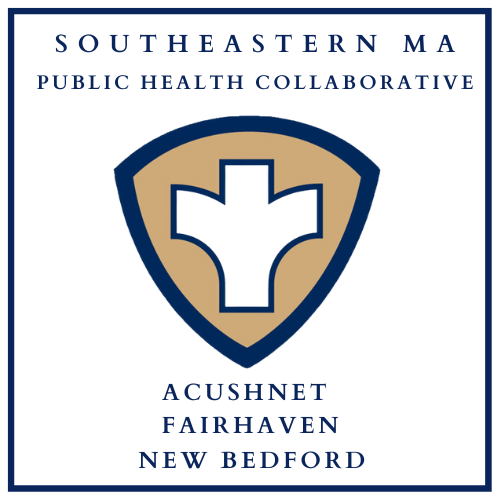 SOUTHEASTERN MA
PUBLIC HEALTH COLLABORATIVE
ACUSHNET
FAIRHAVEN
NEW BEDFORD